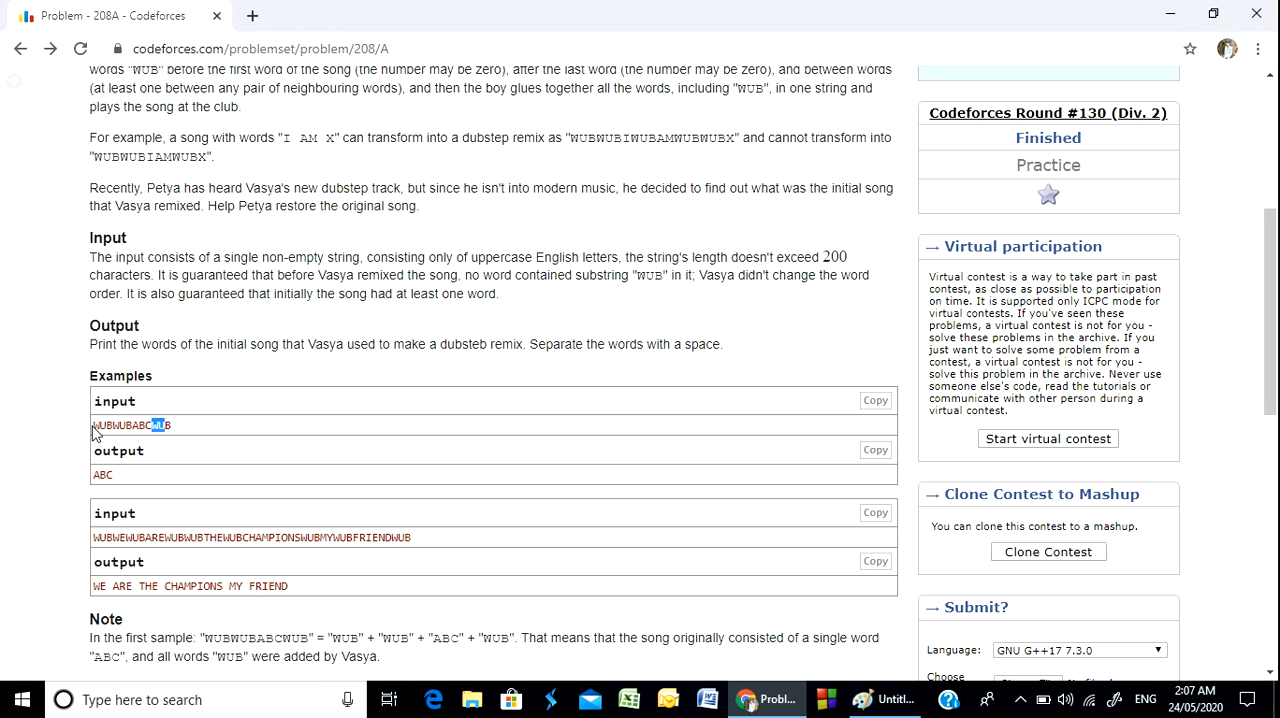 Problem - 208A - Codeforces
codeforces.com/problemset/problem/208/A
words "WUB" before the first word of the song (the number may be zero), after the last word (the number may be zero), and between words
(at least one between any pair of neighbouring words), and then the boy glues together all the words, including "WUB", in one string and
plays the song at the club.
For example, a song with words "I AM X" can transform into a dubstep remix as "WUBWUBIWUBAMWUBWUBX" and cannot transform into
"WUBWUBIAMWUBX".
Recently, Petya has heard Vasya's new dubstep track, but since he isn't into modern music, he decided to find out what was the initial song
that Vasya remixed. Help Petya restore the original song.
Input
The input consists of a single non-empty string, consisting only of uppercase English letters, the string's length doesn't exceed 200
characters. It is guaranteed that before Vasya remixed the song, no word contained substring "WUB" in it; Vasya didn't change the word
order. It is also guaranteed that initially the song had at least one word.
Output
Print the words of the initial song that Vasya used to make a dubsteb remix. Separate the words with a space.
Examples
input
Copy
WUBWUBABCWUB
output
Copy
ABC
input
Copy
WUBWEWUBAREWUBWUBTHEWUBCHAMPIONSWUBMYWUBFRIENDWUB
output
Copy
WE ARE THE CHAMPIONS MY FRIEND
Note
In the first sample: "WUBWUBABCWUB" = "WUB" + "WUB" + "ABC" + "WUB". That means that the song originally consisted of a single word
"ABC", and all words "WUB" were added by Vasya.
Codeforces Round #130 (Div. 2)
Finished
Practice
→ Virtual participation
Virtual contest is a way to take part in past
contest, as close as possible to participation
on time. It is supported only ICPC mode for
virtual contests. If you've seen these
problems, a virtual contest is not for you -
solve these problems in the archive. If you
just want to solve some problem from a
contest, a virtual contest is not for you -
solve this problem in the archive. Never use
someone else's code, read the tutorials or
communicate with other person during a
virtual contest.
Start virtual contest
→ Clone Contest to Mashup
You can clone this contest to a mashup.
Clone Contest
→ Submit?
Language: GNU G++17 7.3.0
Choose
Type here to search
Probl...
Untitl...
ENG
2:07 AM
24/05/2020